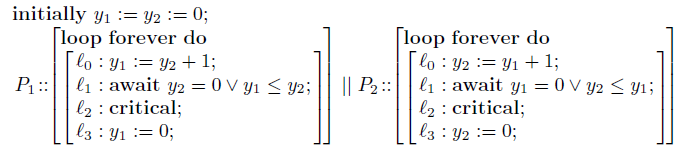 initially y₁ := y₂ := 0;
P₁ :: [loop forever do [ℓ₀ : y₁ := y₂ + 1; ℓ₁ : await y₂ = 0 ∨ y₁ ≤ y₂; ℓ₂ : critical; ℓ₃ : y₁ := 0;]] || P₂ :: [loop forever do [ℓ₀ : y₂ := y₁ + 1; ℓ₁ : await y₁ = 0 ∨ y₂ ≤ y₁; ℓ₂ : critical; ℓ₃ : y₂ := 0;]]